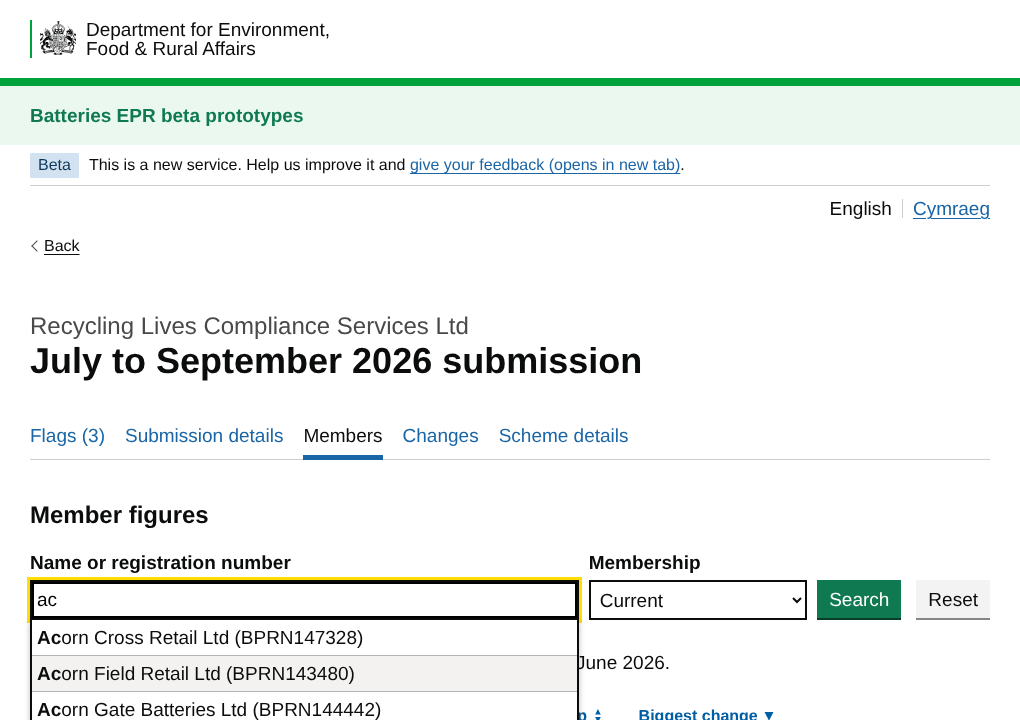 Department for Environment,
Food & Rural Affairs
Batteries EPR beta prototypes
Beta This is a new service. Help us improve it and give your feedback (opens in new tab).
English Cymraeg
Back
Recycling Lives Compliance Services Ltd
July to September 2026 submission
Flags (3) Submission details Members Changes Scheme details
Member figures
Name or registration number Membership
ac Current Search Reset
Acorn Cross Retail Ltd (BPRN147328)
June 2026.
Acorn Field Retail Ltd (BPRN143480)
Acorn Gate Batteries Ltd (BPRN144442)
Biggest change ▼